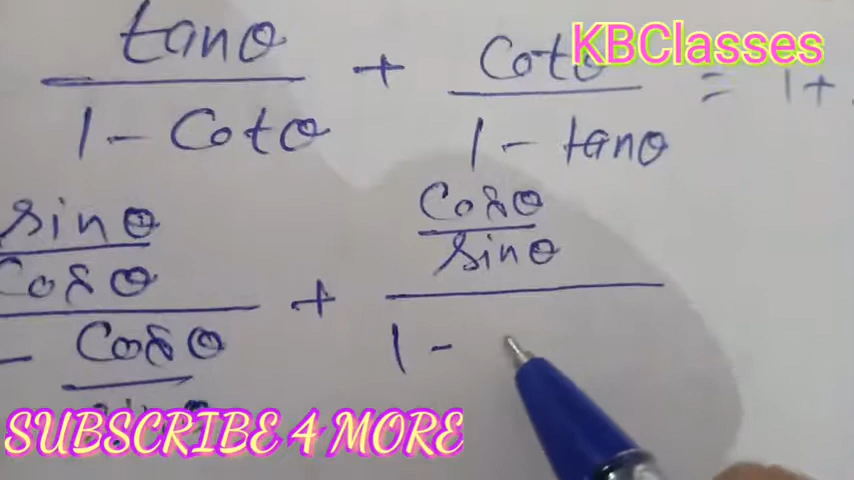 KBClasses
tanθ / 1 - Cotθ + Cotθ / 1 - tanθ = 1+
sinθ / Cosθ + Cosθ / sinθ
- Cosθ 1 -
SUBSCRIBE 4 MORE